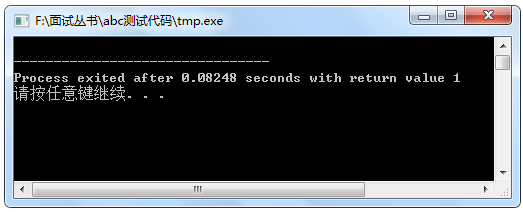 F:\面试丛书\abc测试代码\tmp.exe
--------------------------------
Process exited after 0.08248 seconds with return value 1
请按任意键继续. . .